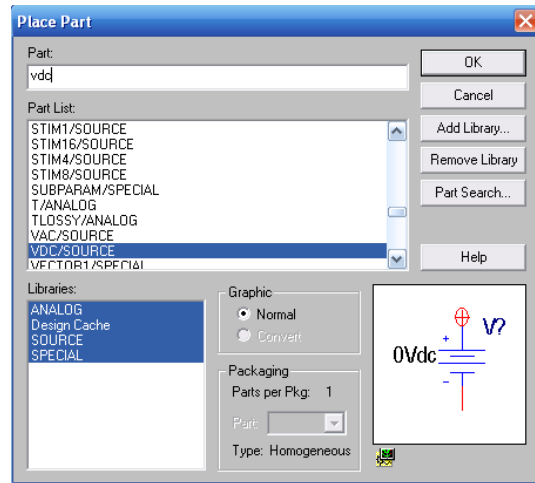 Place Part
Part:
vdc
OK
Cancel
Part List:
STIM1/SOURCE
STIM16/SOURCE
STIM4/SOURCE
STIM8/SOURCE
SUBPARAM/SPECIAL
T/ANALOG
TLOSSY/ANALOG
VAC/SOURCE
VDC/SOURCE
VECTOR1/SPECIAL
Add Library...
Remove Library
Part Search...
Help
Libraries:
ANALOG
Design Cache
SOURCE
SPECIAL
Graphic
Normal
Convert
Packaging
Parts per Pkg: 1
Part:
Type: Homogeneous
V?
0Vdc
+
-